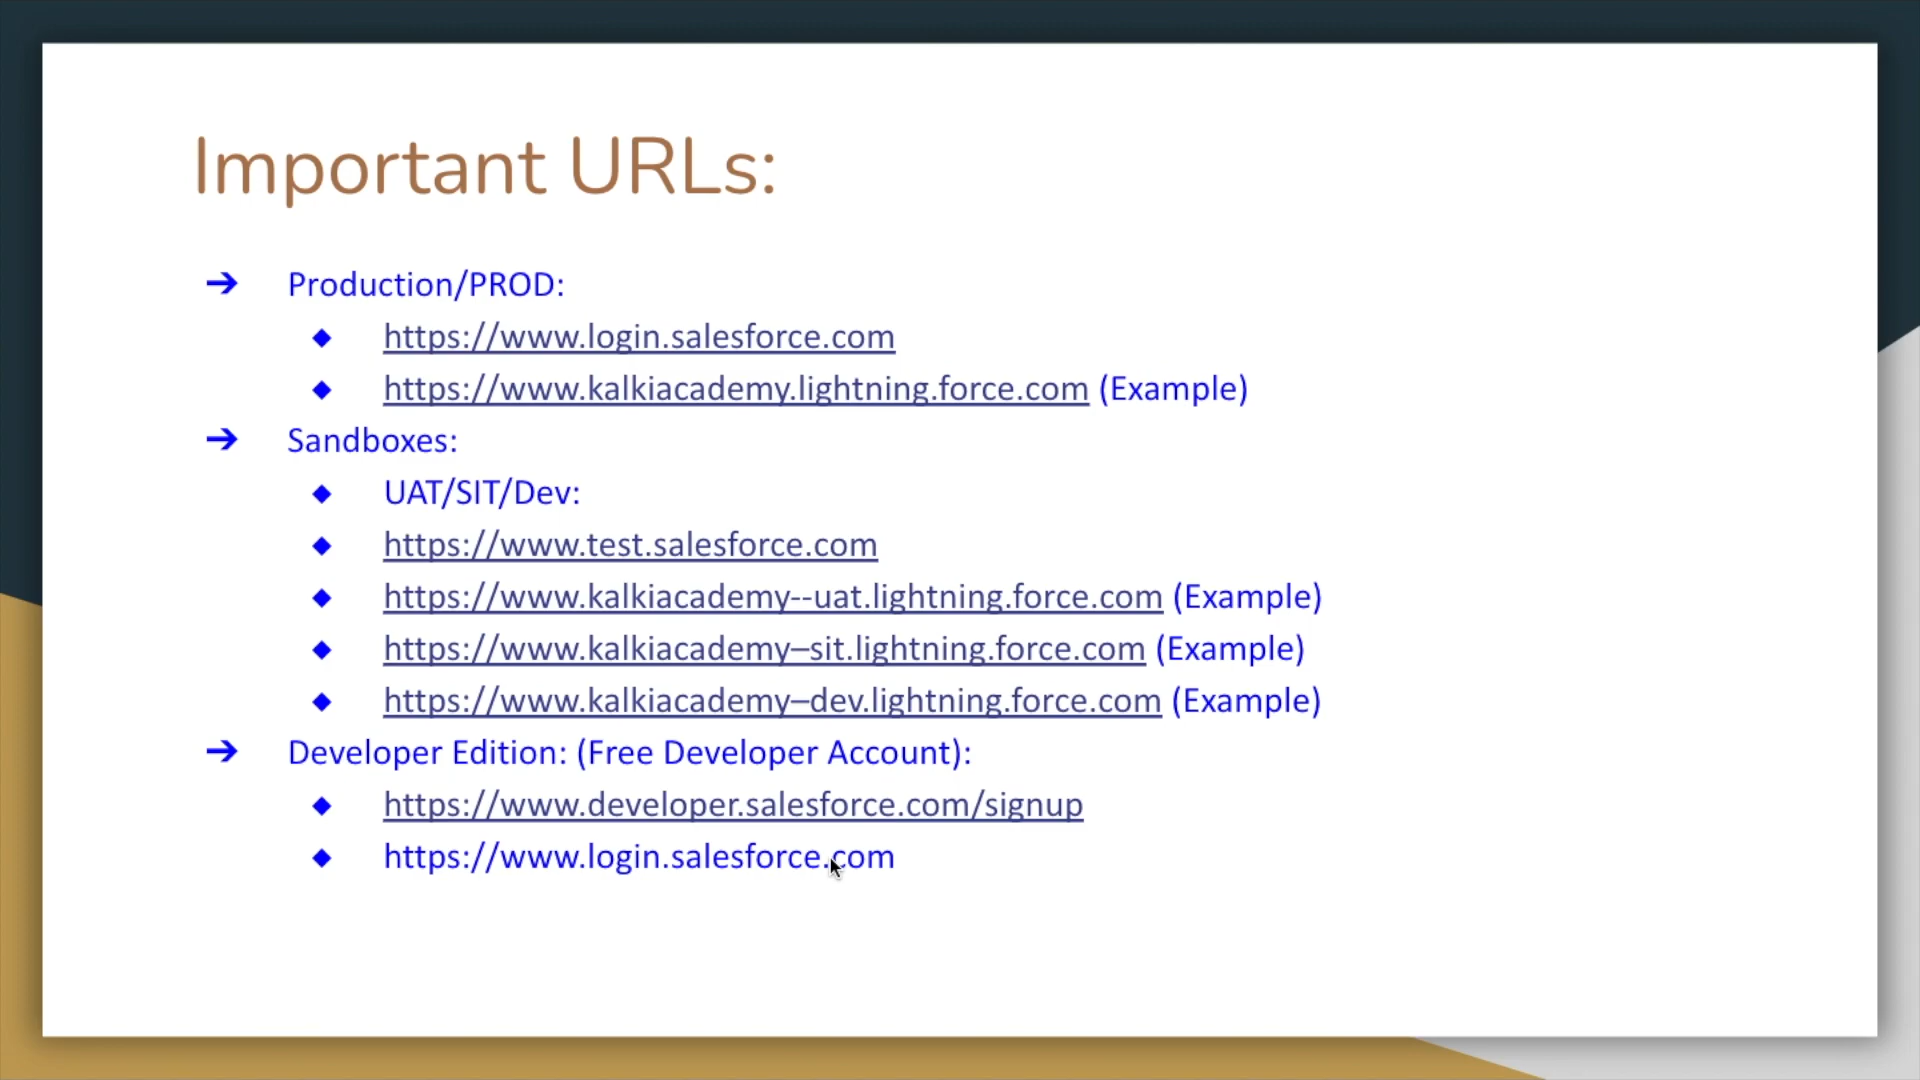 Important URLs:
➔ Production/PROD:
◆ https://www.login.salesforce.com
◆ https://www.kalkiacademy.lightning.force.com (Example)
➔ Sandboxes:
◆ UAT/SIT/Dev:
◆ https://www.test.salesforce.com
◆ https://www.kalkiacademy--uat.lightning.force.com (Example)
◆ https://www.kalkiacademy–sit.lightning.force.com (Example)
◆ https://www.kalkiacademy–dev.lightning.force.com (Example)
➔ Developer Edition: (Free Developer Account):
◆ https://www.developer.salesforce.com/signup
◆ https://www.login.salesforce.com